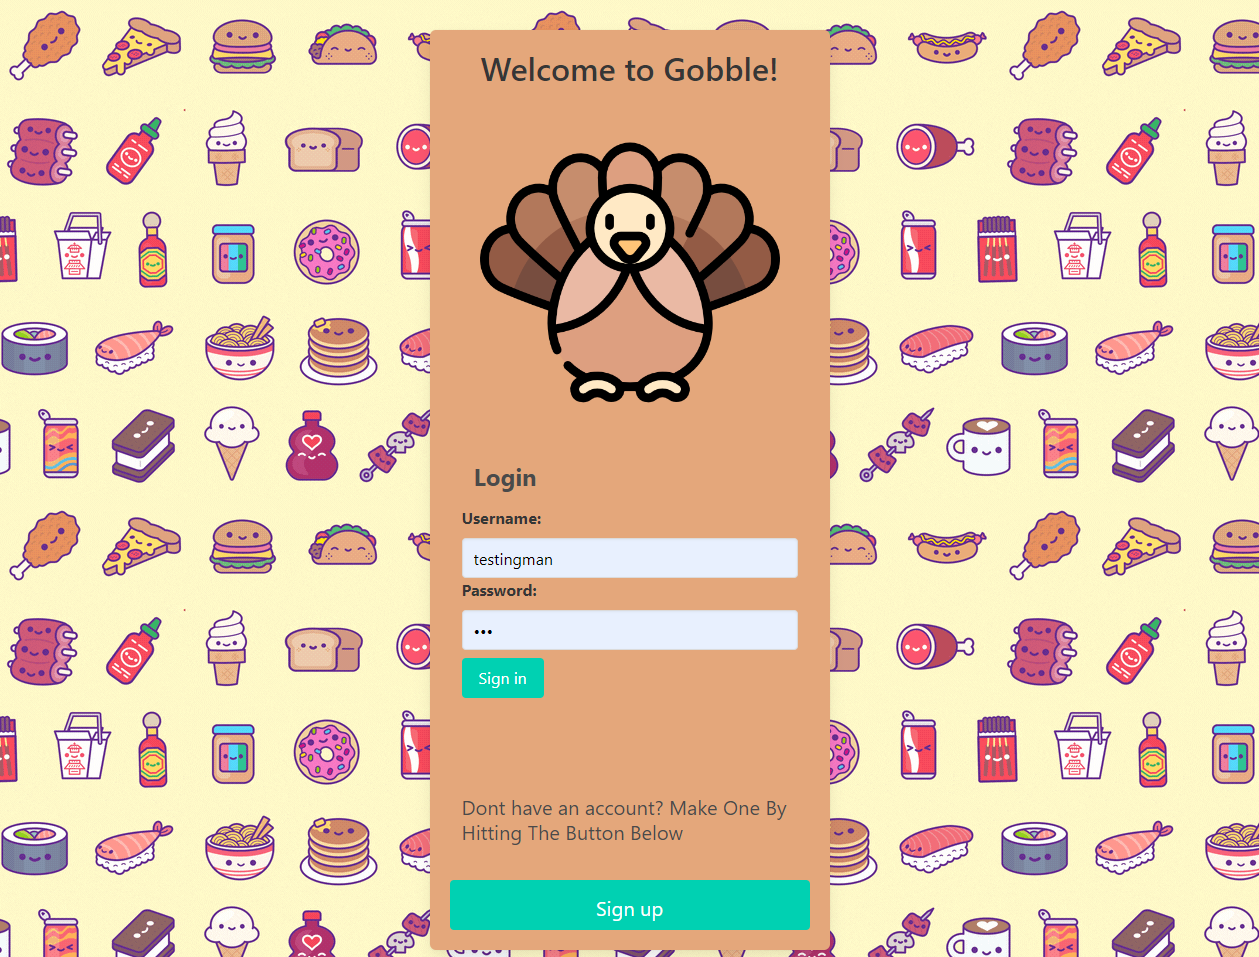 Welcome to Gobble!
Login
Username:
testingman
Password:
•••
Sign in
Dont have an account? Make One By
Hitting The Button Below
Sign up